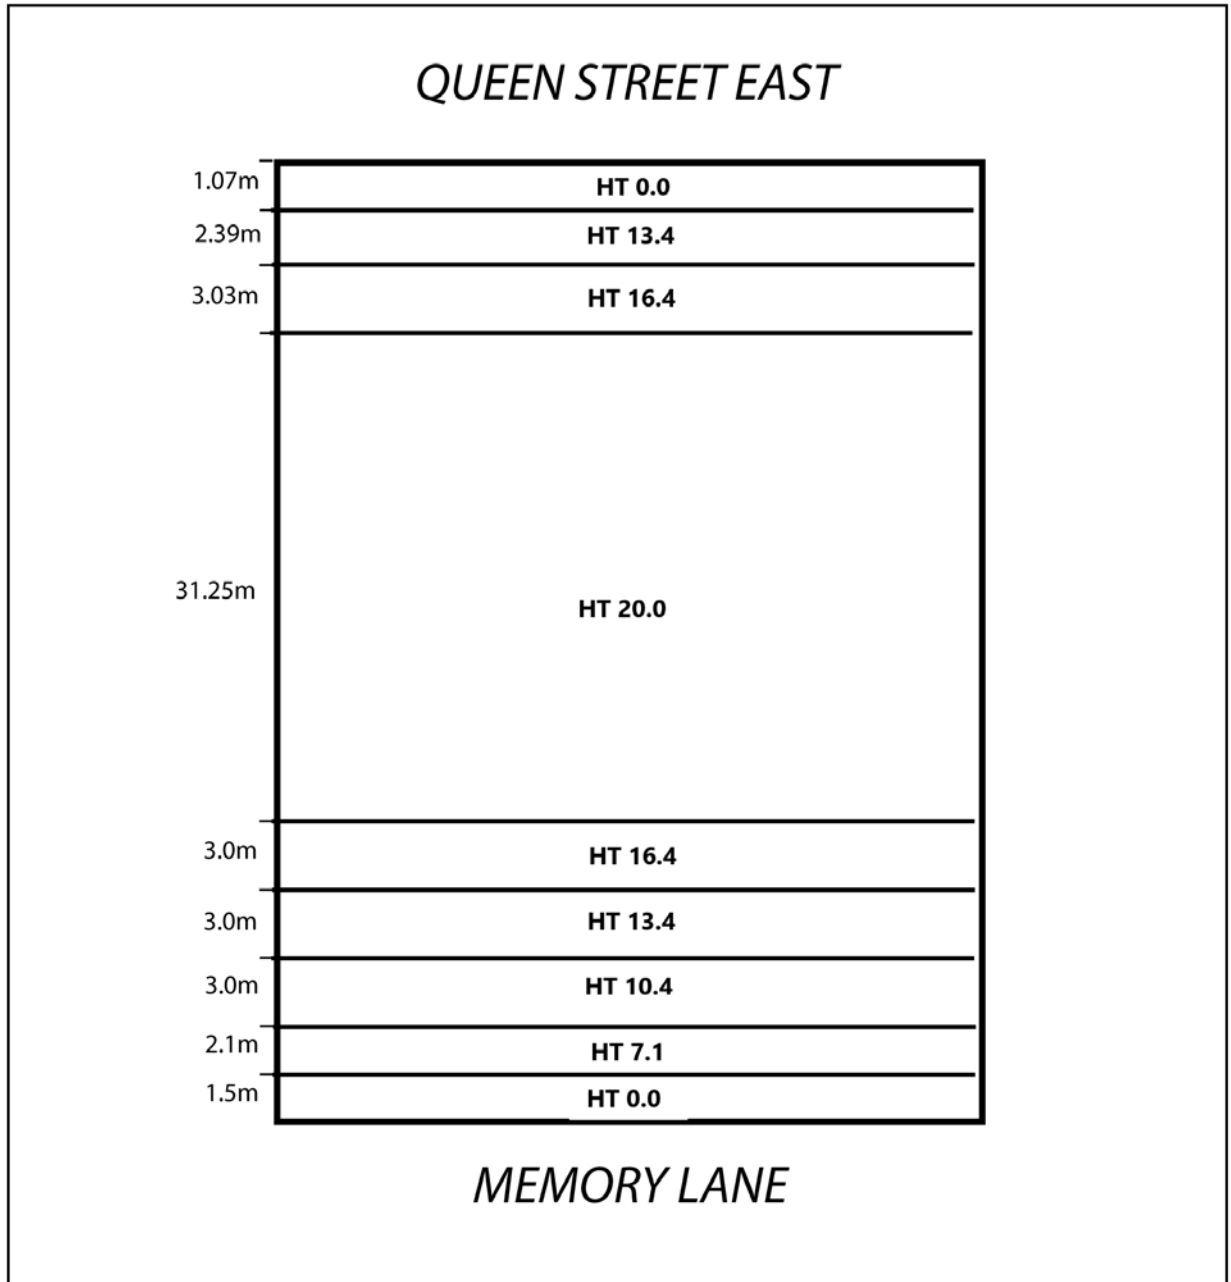 QUEEN STREET EAST
1.07m HT 0.0
2.39m HT 13.4
3.03m HT 16.4
31.25m HT 20.0
3.0m HT 16.4
3.0m HT 13.4
3.0m HT 10.4
2.1m HT 7.1
1.5m HT 0.0
MEMORY LANE